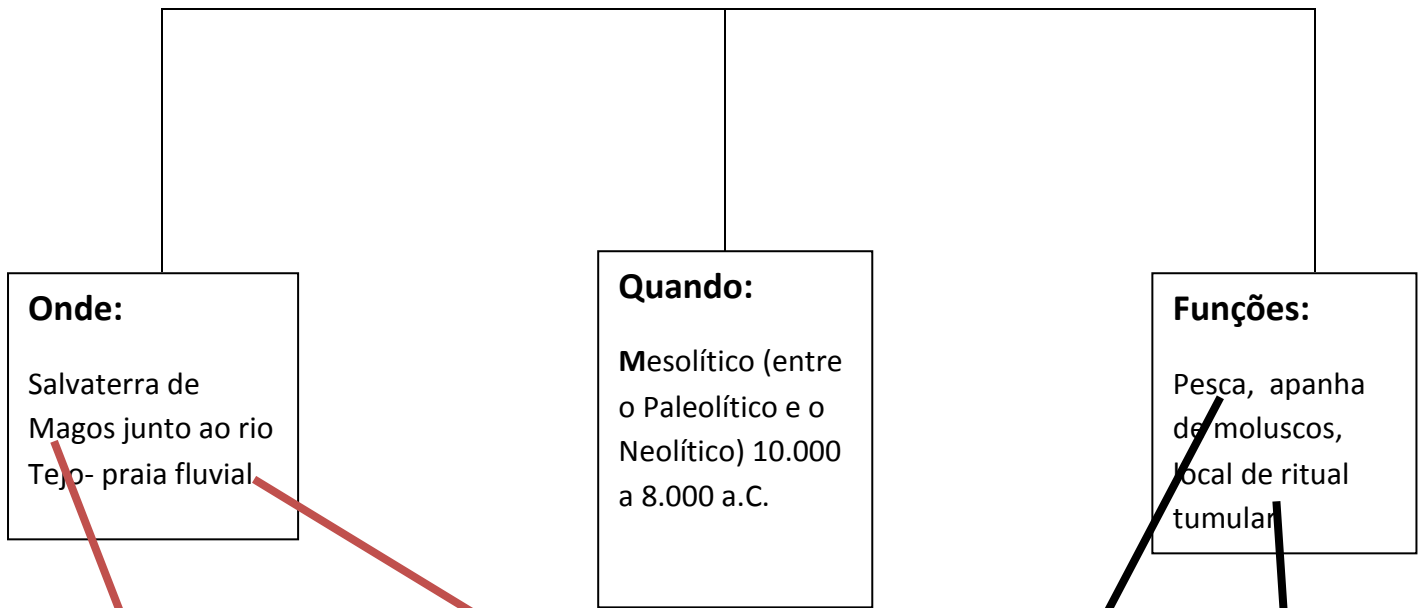 Onde:
Salvaterra de
Magos junto ao rio
Tejo- praia fluvial
Quando:
Mesolítico (entre
o Paleolítico e o
Neolítico) 10.000
a 8.000 a.C.
Funções:
Pesca, apanha
de moluscos,
local de ritual
tumular